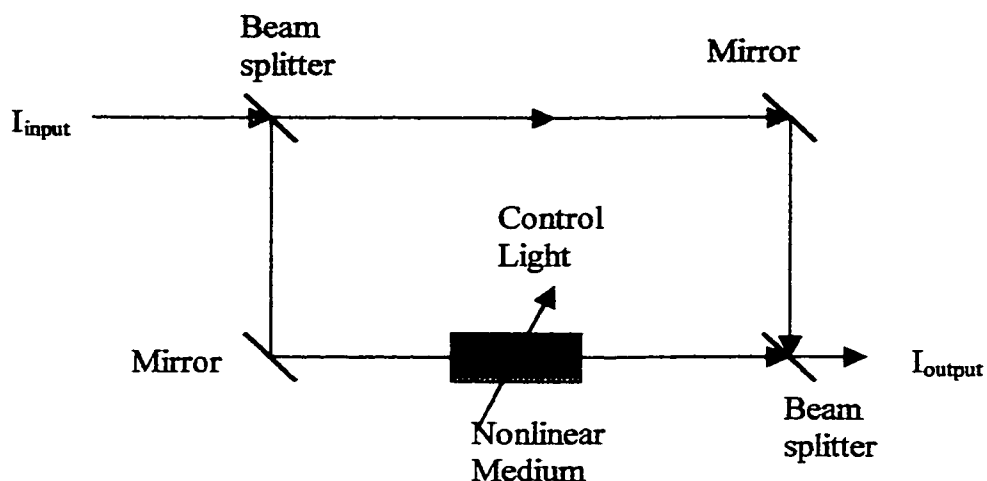 Beam
splitter
Mirror
I_input
Control
Light
Mirror
I_output
Nonlinear
Medium
Beam
splitter